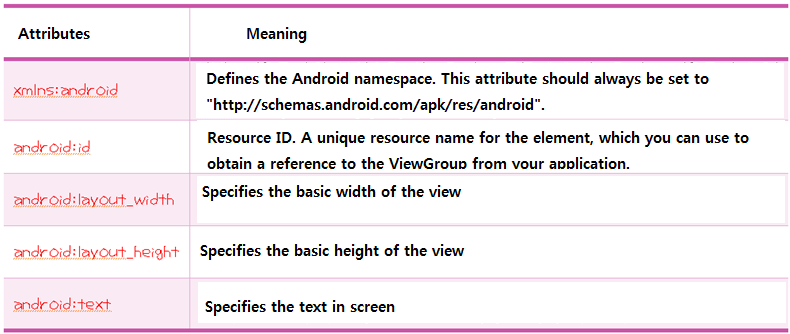 Attributes Meaning
xmlns:android
Defines the Android namespace. This attribute should always be set to
"http://schemas.android.com/apk/res/android".
android:id
Resource ID. A unique resource name for the element, which you can use to
obtain a reference to the ViewGroup from your application.
android:layout_width
Specifies the basic width of the view
android:layout_height
Specifies the basic height of the view
android:text
Specifies the text in screen